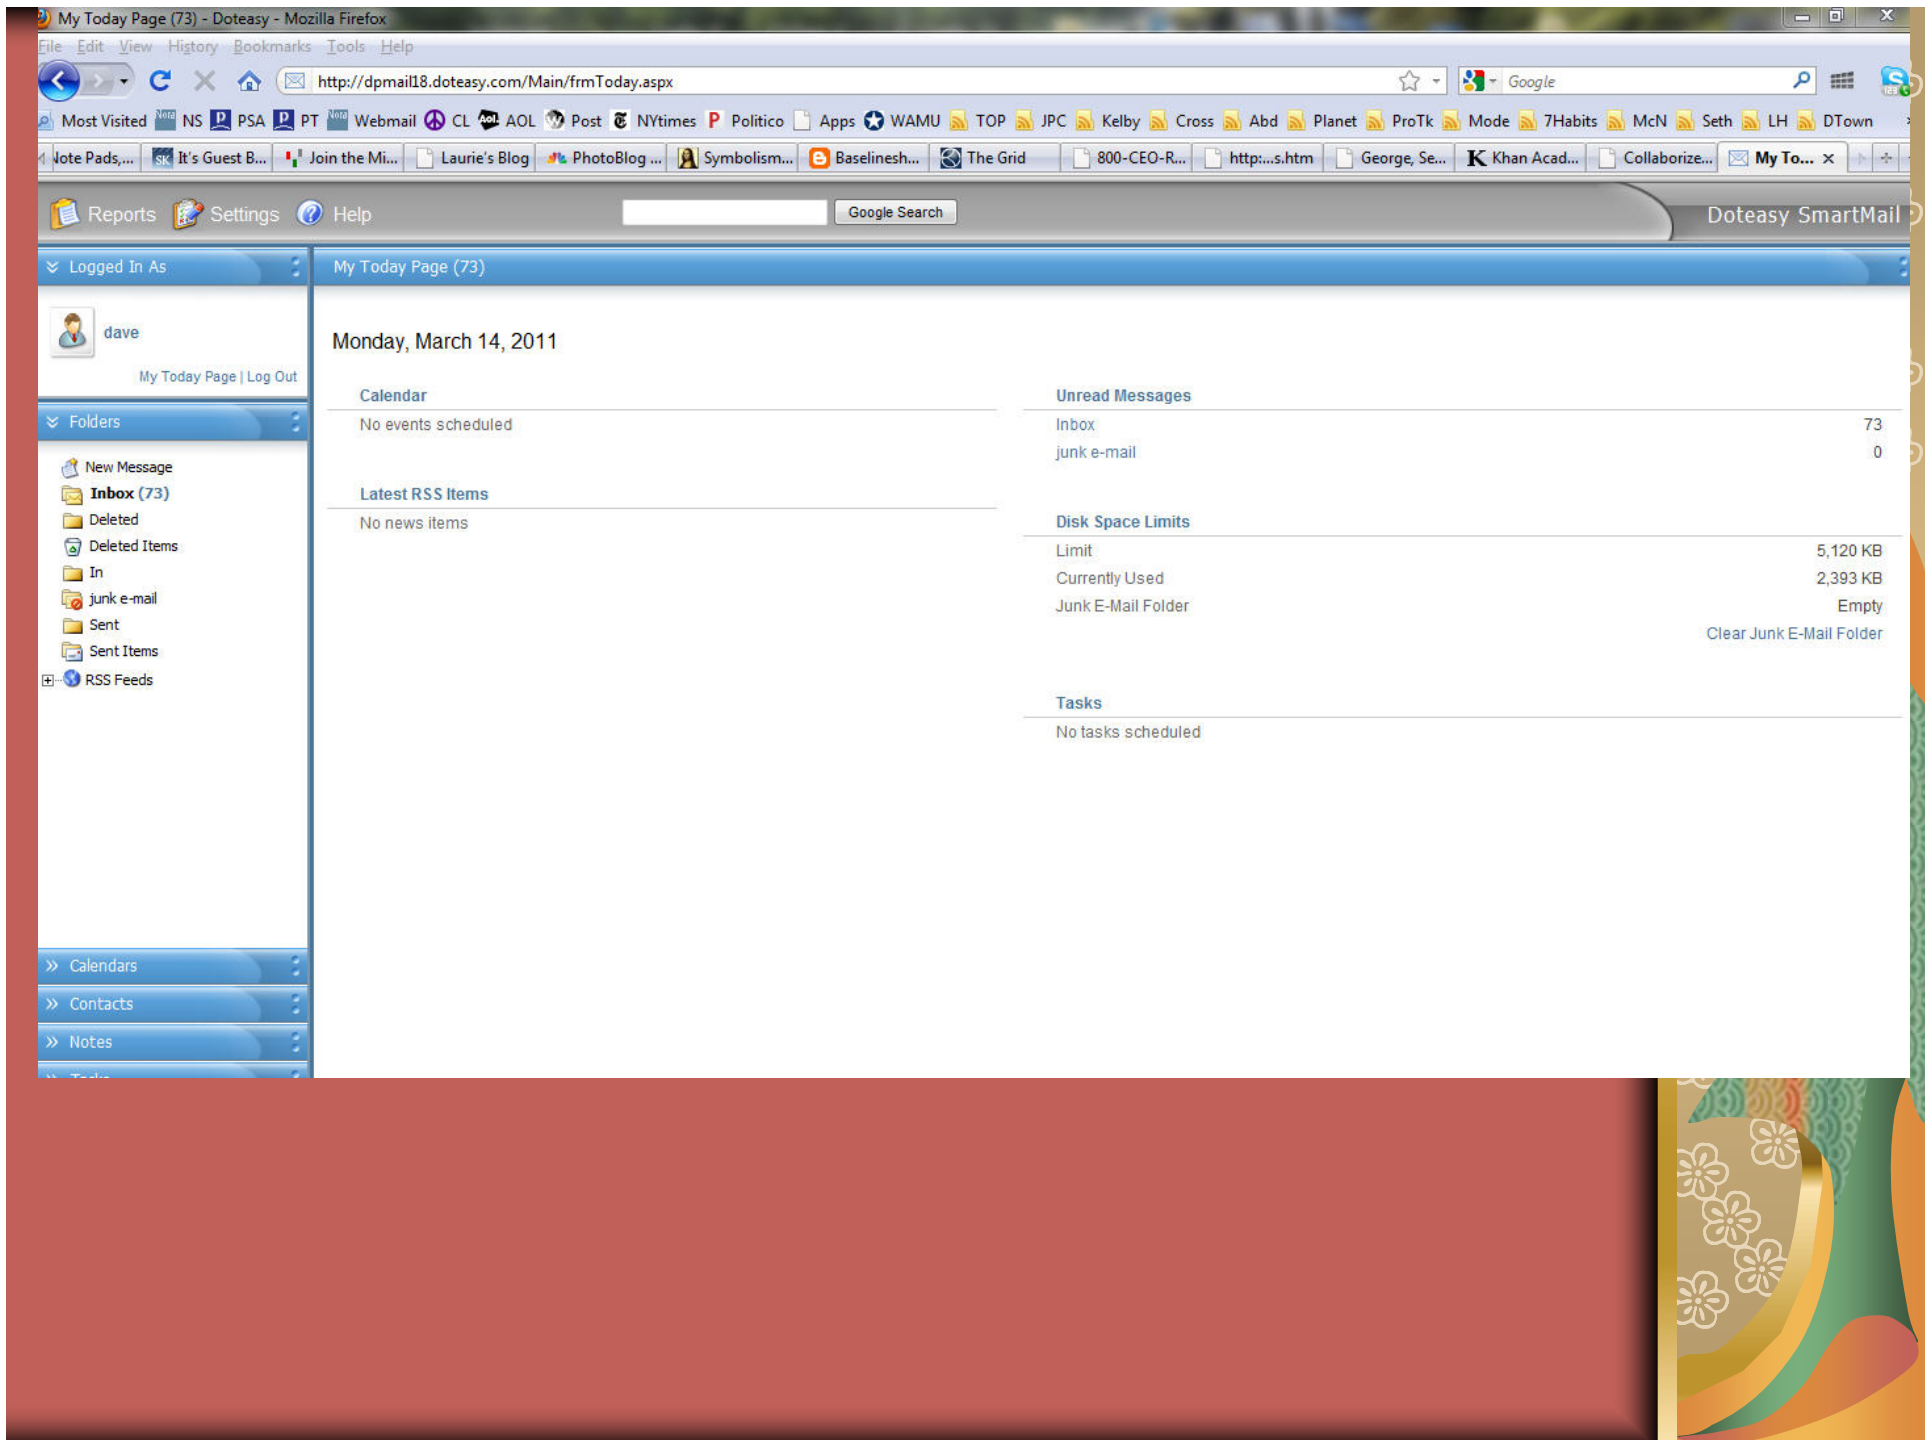 My Today Page (73) - Doteasy - Mozilla Firefox
File Edit View History Bookmarks Tools Help
http://dpmail18.doteasy.com/Main/frmToday.aspx Google
Most Visited NS PSA PT Webmail CL AOL Post NYtimes Politico Apps WAMU TOP JPC Kelby Cross Abd Planet ProTk Mode 7Habits McN Seth LH DTown
Note Pads,... It's Guest B... Join the Mi... Laurie's Blog PhotoBlog ... Symbolism... Baselinesh... The Grid 800-CEO-R... http:...s.htm George, Se... Khan Acad... Collaborize... My To...
Reports Settings Help Google Search Doteasy SmartMail
Logged In As
My Today Page (73)
dave
My Today Page | Log Out
Folders
New Message
Inbox (73)
Deleted
Deleted Items
In
junk e-mail
Sent
Sent Items
RSS Feeds
Calendars
Contacts
Notes
Tasks
Monday, March 14, 2011
Calendar
No events scheduled
Latest RSS Items
No news items
Unread Messages
Inbox 73
junk e-mail 0
Disk Space Limits
Limit 5,120 KB
Currently Used 2,393 KB
Junk E-Mail Folder Empty
Clear Junk E-Mail Folder
Tasks
No tasks scheduled